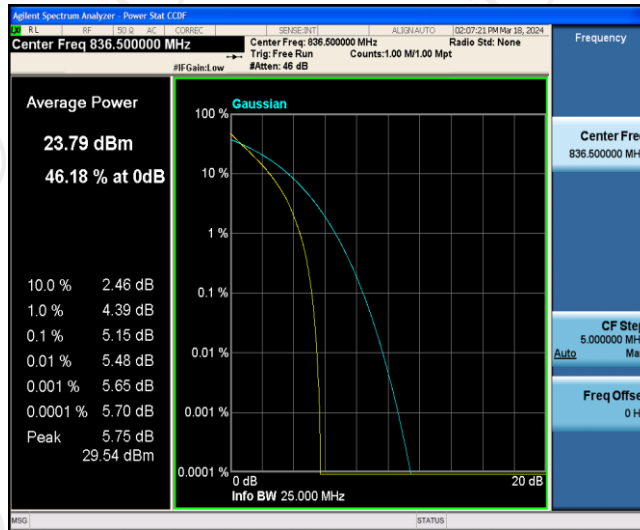 Agilent Spectrum Analyzer - Power Stat CCDF
RL RF 50 Ω AC CORREC SENSE:INT ALIGN AUTO 02:07:21 PM Mar 18, 2024
Center Freq 836.500000 MHz
Center Freq: 836.500000 MHz Radio Std: None
Trig: Free Run Counts:1.00 M/1.00 Mpt
#IFGain:Low #Atten: 46 dB
Frequency
Average Power
23.79 dBm
46.18 % at 0dB
10.0 % 2.46 dB
1.0 % 4.39 dB
0.1 % 5.15 dB
0.01 % 5.48 dB
0.001 % 5.65 dB
0.0001 % 5.70 dB
Peak 5.75 dB
29.54 dBm
Gaussian
100 %
10 %
1 %
0.1 %
0.01 %
0.001 %
0.0001 %
0 dB 20 dB
Info BW 25.000 MHz
Center Fre
836.500000 MH
CF Step
5.000000 MH
Auto Ma
Freq Offse
0 H
MSG STATUS